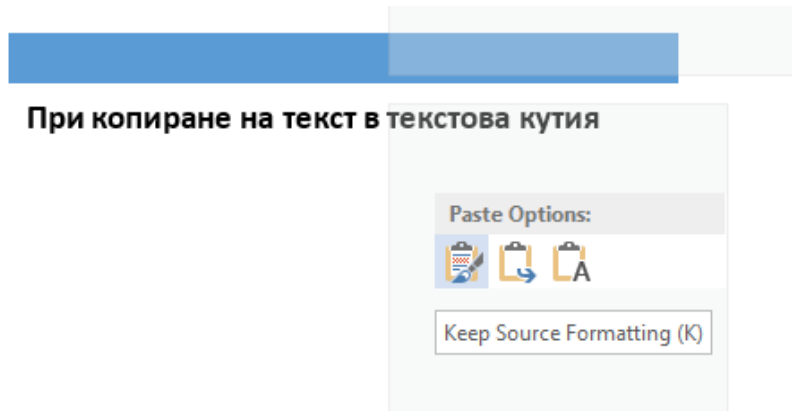 При копиране на текст в текстова кутия
Paste Options:
A
Keep Source Formatting (K)